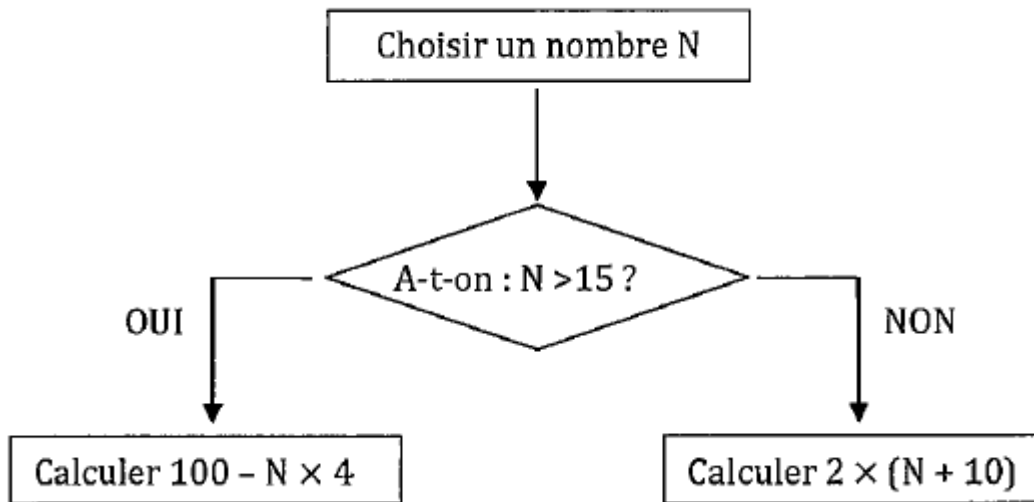 Choisir un nombre N
A-t-on : N >15 ?
OUI
NON
Calculer 100 – N × 4
Calculer 2 × (N + 10)